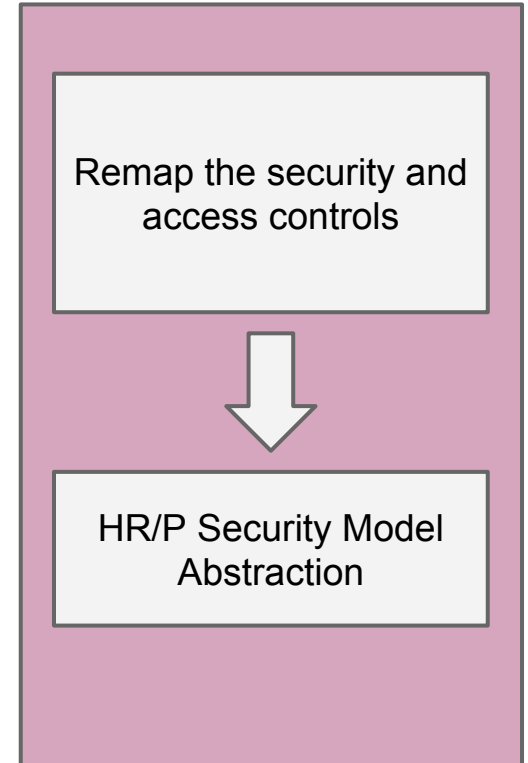 Remap the security and
access controls
HR/P Security Model
Abstraction